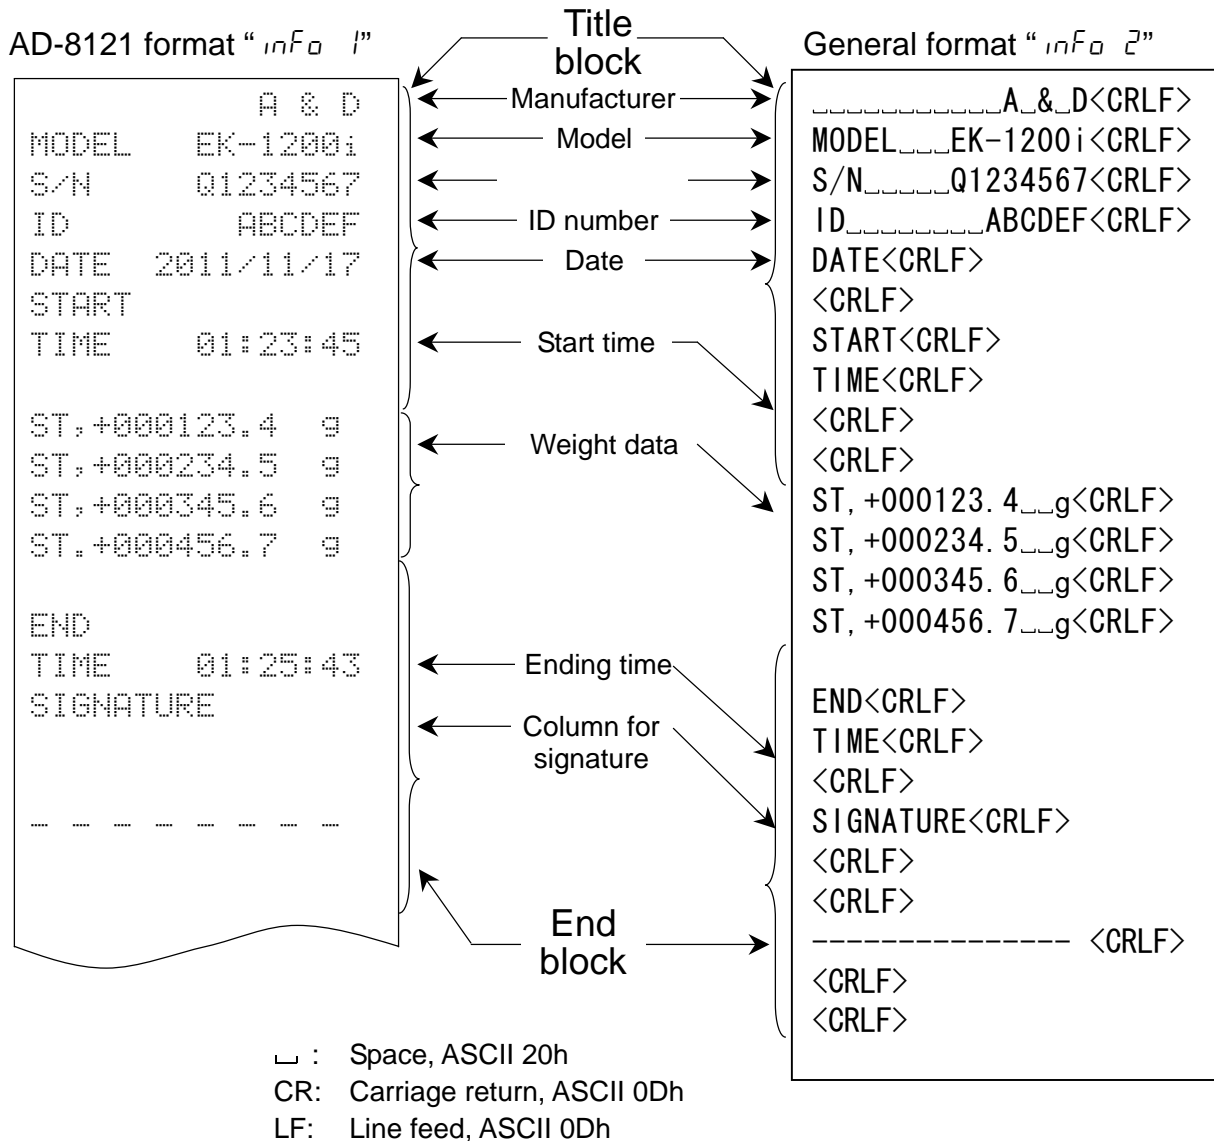 Title
block
AD-8121 format “ info 1”
General format “ info 2”
A & D
MODEL EK-1200i
S/N Q1234567
ID ABCDEF
DATE 2011/11/17
START
TIME 01:23:45
ST,+000123.4 g
ST,+000234.5 g
ST,+000345.6 g
ST.+000456.7 g
END
TIME 01:25:43
SIGNATURE
_ _ _ _ _ _ _ _
Manufacturer
Model
ID number
Date
Start time
Weight data
Ending time
Column for
signature
End
block
␣␣␣␣␣␣␣␣␣␣␣A␣&␣D<CRLF>
MODEL␣␣␣EK-1200i<CRLF>
S/N␣␣␣␣␣Q1234567<CRLF>
ID␣␣␣␣␣␣␣␣ABCDEF<CRLF>
DATE<CRLF>
<CRLF>
START<CRLF>
TIME<CRLF>
<CRLF>
<CRLF>
ST,+000123.4␣␣g<CRLF>
ST,+000234.5␣␣g<CRLF>
ST,+000345.6␣␣g<CRLF>
ST,+000456.7␣␣g<CRLF>
END<CRLF>
TIME<CRLF>
<CRLF>
SIGNATURE<CRLF>
<CRLF>
<CRLF>
--------------- <CRLF>
<CRLF>
<CRLF>
␣ : Space, ASCII 20h
CR: Carriage return, ASCII 0Dh
LF: Line feed, ASCII 0Dh